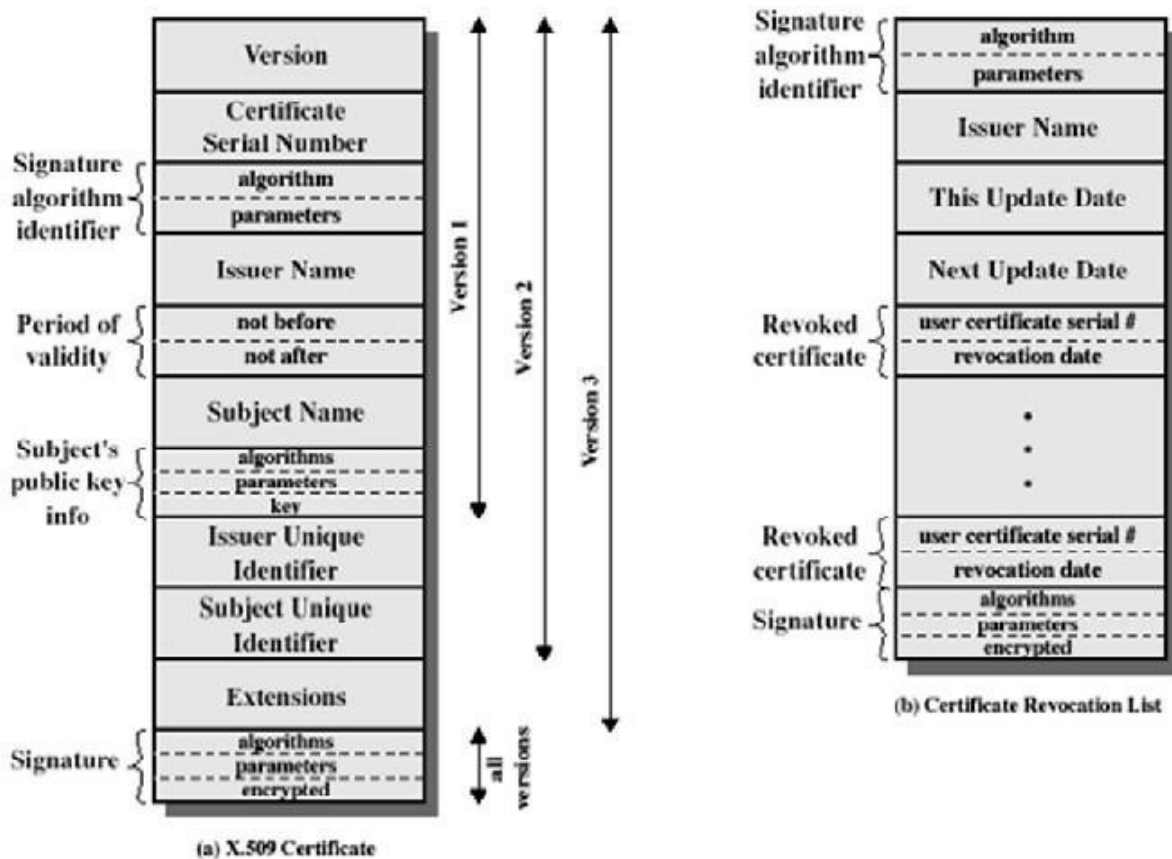 Version
Certificate
Serial Number
Signature
algorithm
identifier
algorithm
parameters
Issuer Name
Period of
validity
not before
not after
Subject Name
Subject's
public key
info
algorithms
parameters
key
Issuer Unique
Identifier
Subject Unique
Identifier
Extensions
Signature
algorithms
parameters
encrypted
Version 1
Version 2
Version 3
all
versions
(a) X.509 Certificate
Signature
algorithm
identifier
algorithm
parameters
Issuer Name
This Update Date
Next Update Date
Revoked
certificate
user certificate serial #
revocation date
Revoked
certificate
user certificate serial #
revocation date
Signature
algorithms
parameters
encrypted
(b) Certificate Revocation List